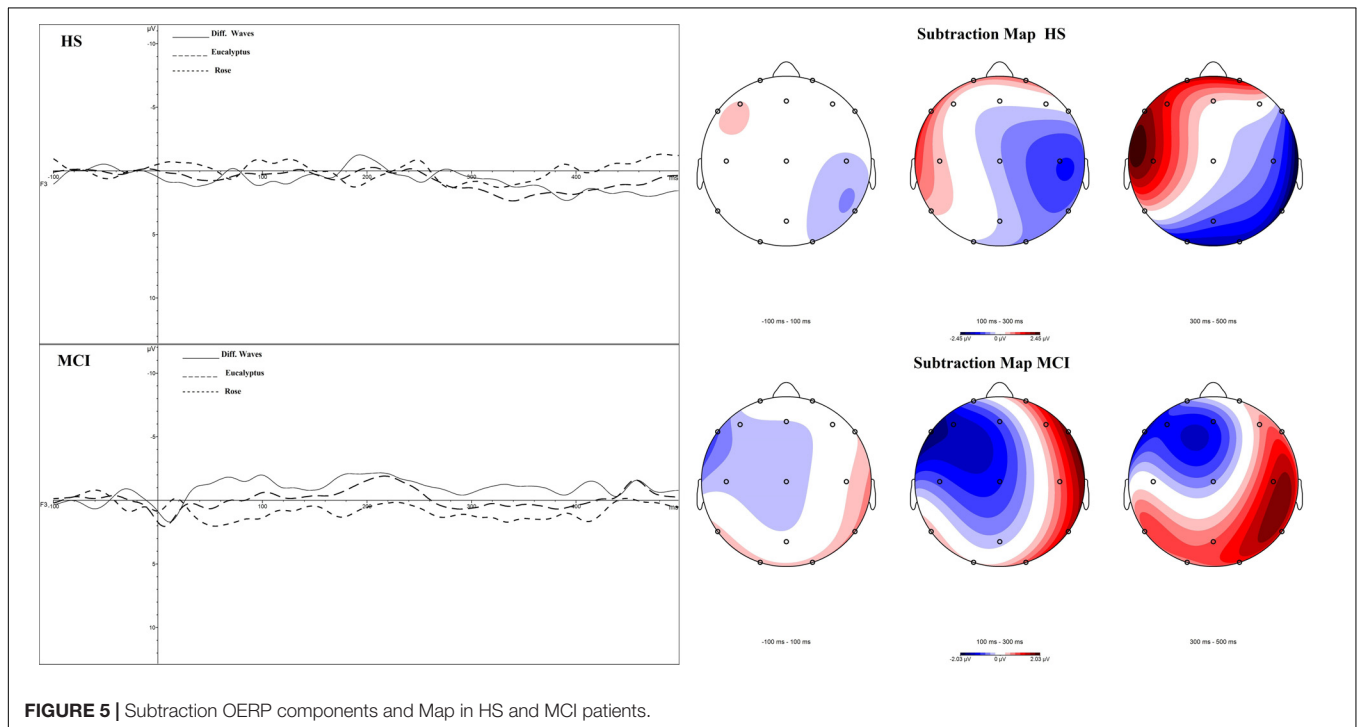 HS
µV
-10
-5
5
10
Diff. Waves
Eucalyptus
Rose
F3
-100
100
200
300
400
ms
Subtraction Map HS
-100 ms - 100 ms
100 ms - 300 ms
300 ms - 500 ms
-2.45 µV 0 µV 2.45 µV
MCI
µV
-10
-5
5
10
Diff. Waves
Eucalyptus
Rose
F3
-100
100
200
300
400
ms
Subtraction Map MCI
-100 ms - 100 ms
100 ms - 300 ms
300 ms - 500 ms
-2.03 µV 0 µV 2.03 µV
FIGURE 5 | Subtraction OERP components and Map in HS and MCI patients.